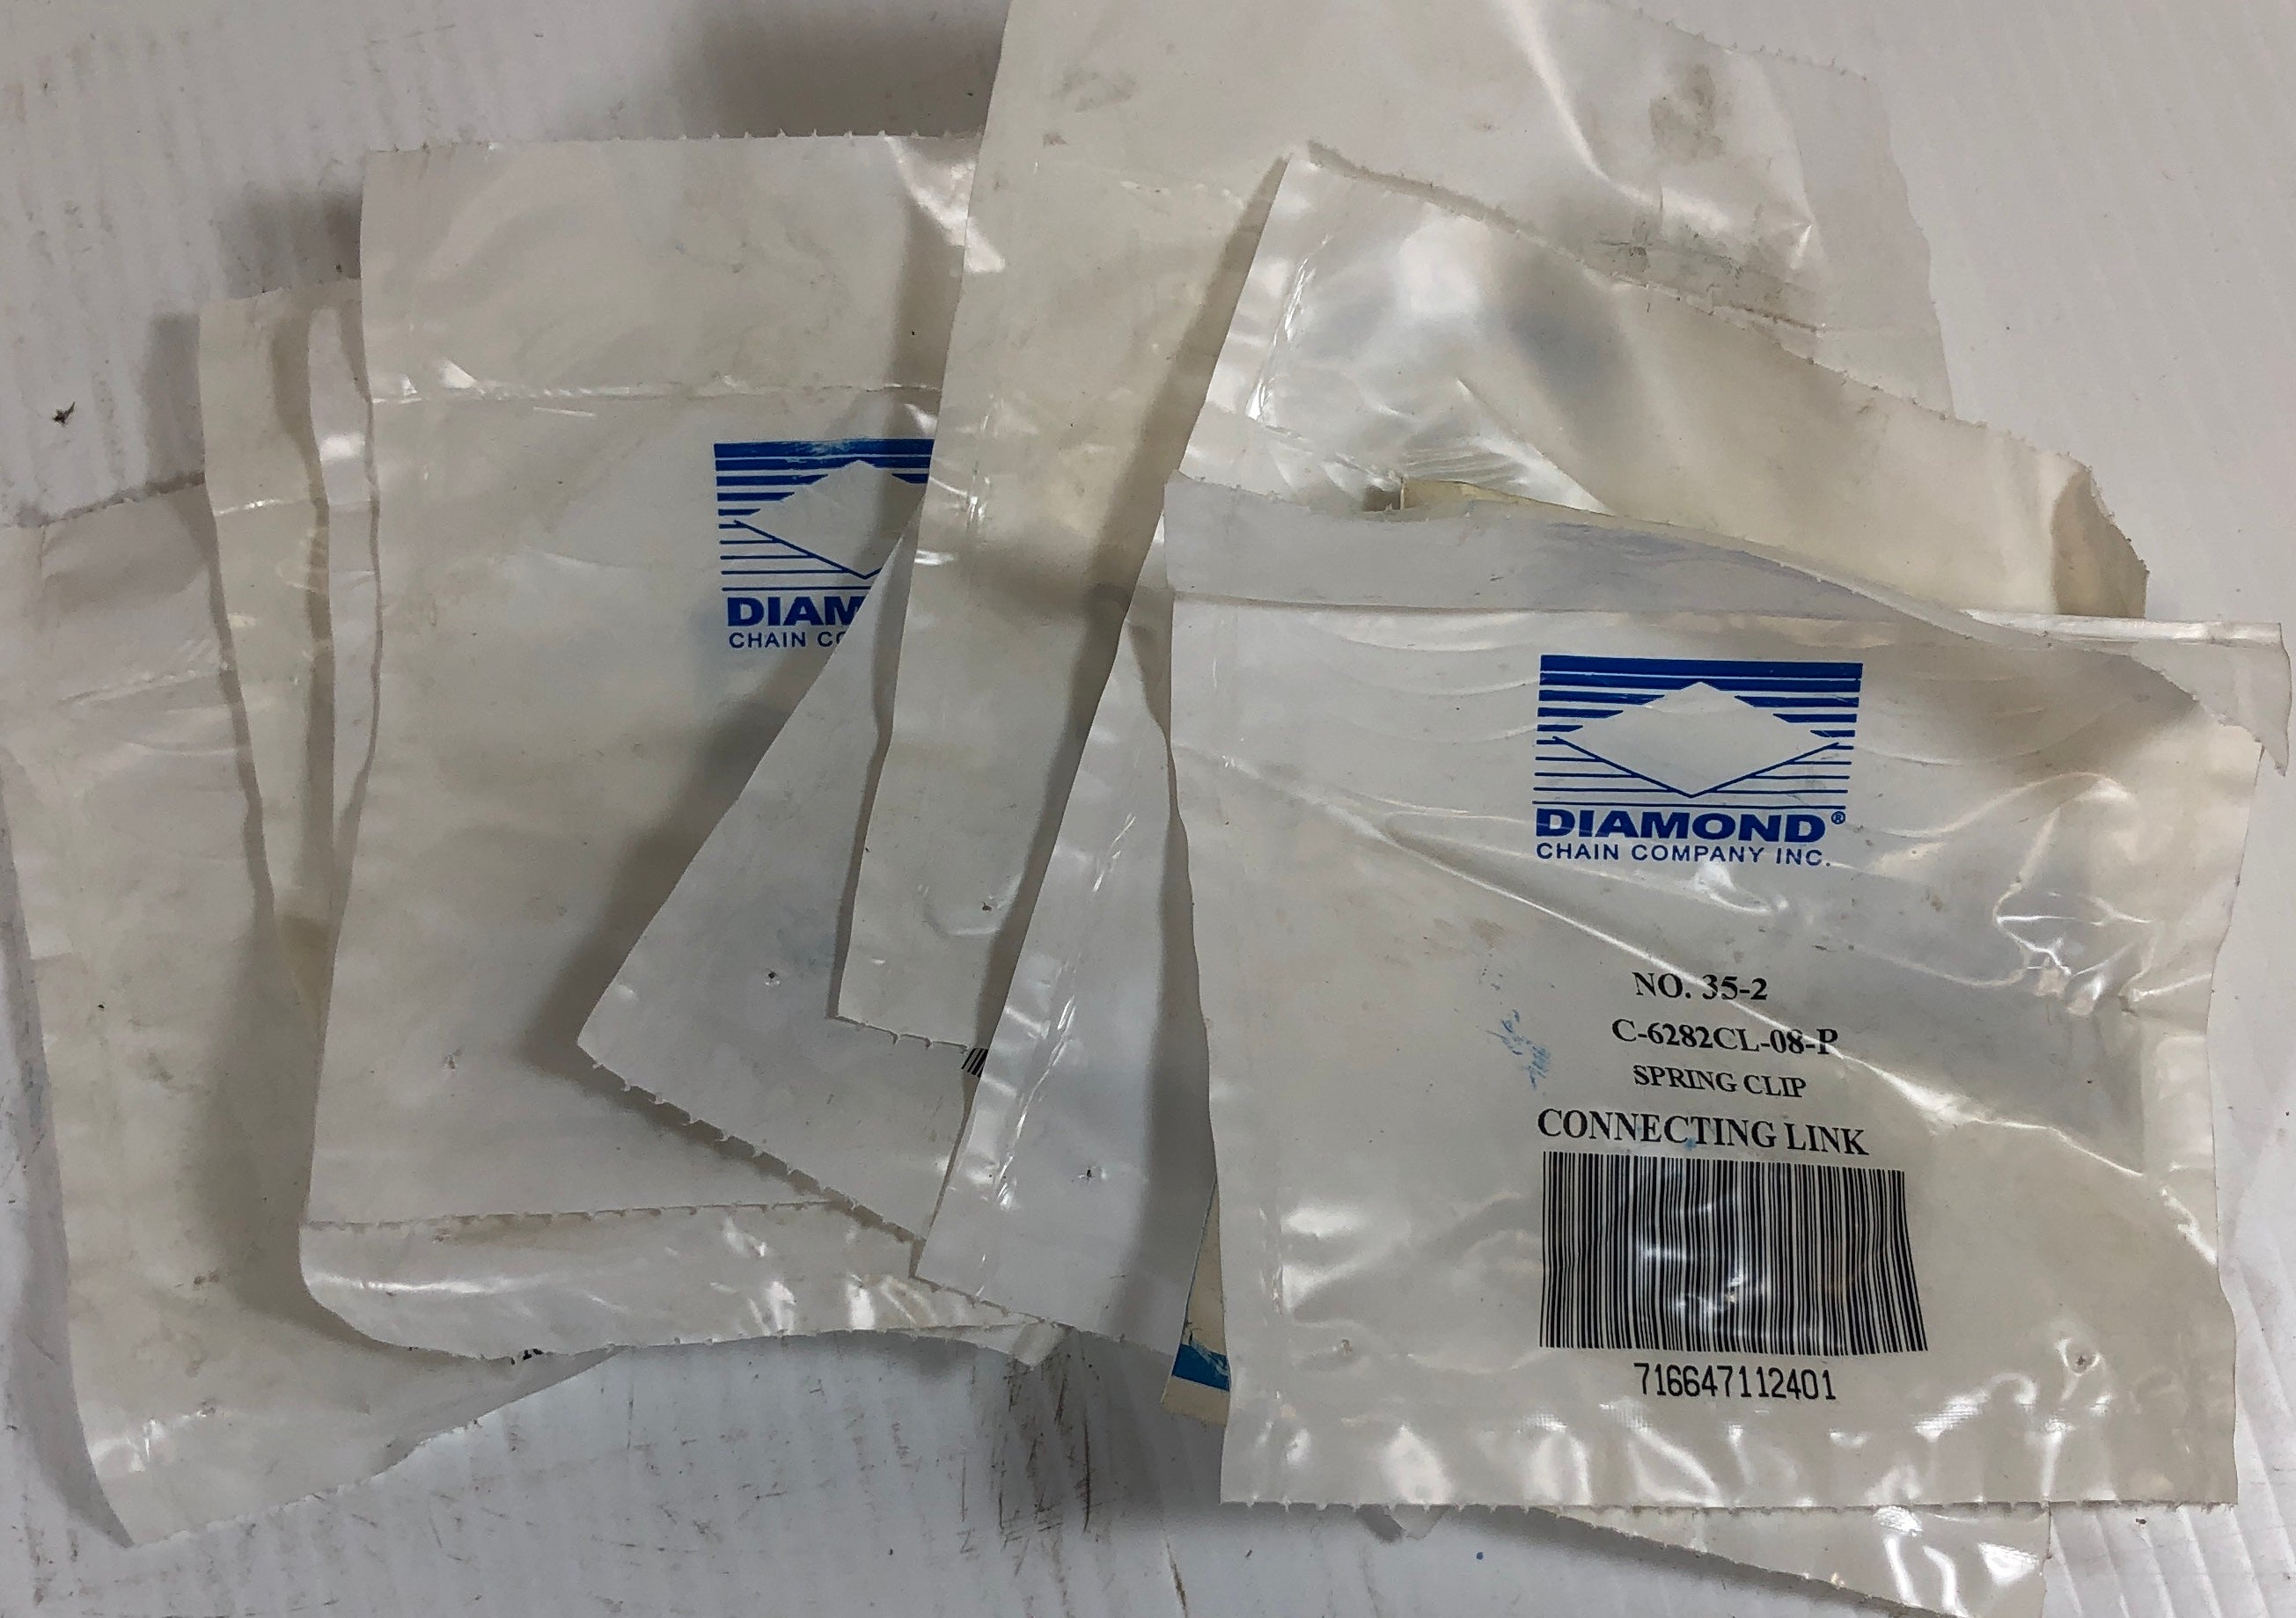 DIAM
CHAIN CO
DIAMOND®
CHAIN COMPANY INC.
NO. 35-2
C-6282CL-08-P
SPRING CLIP
CONNECTING LINK
716647112401